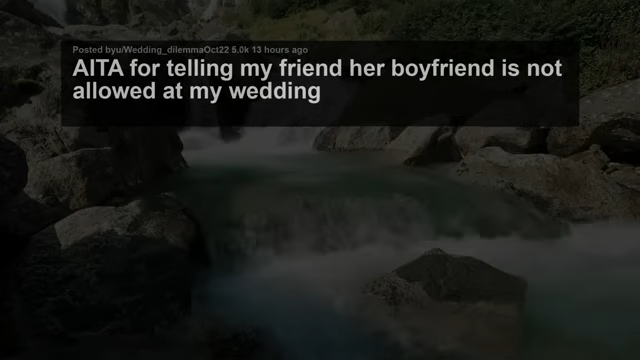 Posted byu/Wedding_dilemmaOct22 5.0k 13 hours ago
AITA for telling my friend her boyfriend is not
allowed at my wedding